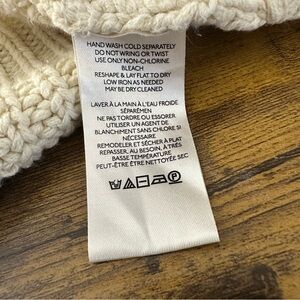 HAND WASH COLD SEPARATELY
DO NOT WRING OR TWIST
USE ONLY NON-CHLORINE
BLEACH
RESHAPE & LAY FLAT TO DRY
LOW IRON AS NEEDED
MAY BE DRY CLEANED
LAVER À LA MAIN À L'EAU FROIDE
SÉPARÉMEN
NE PAS TORDRE OU ESSORER
UTILISER UN AGENT DE
BLANCHIMENT SANS CHLORE SI
NÉCESSAIRE
REMODELER ET SÉCHER À PLAT
REPASSER, AU BESOIN, À
BASSE TEMPÉRATURE
PEUT-ÊTRE ÊTRE NETTOYÉE SEC
P